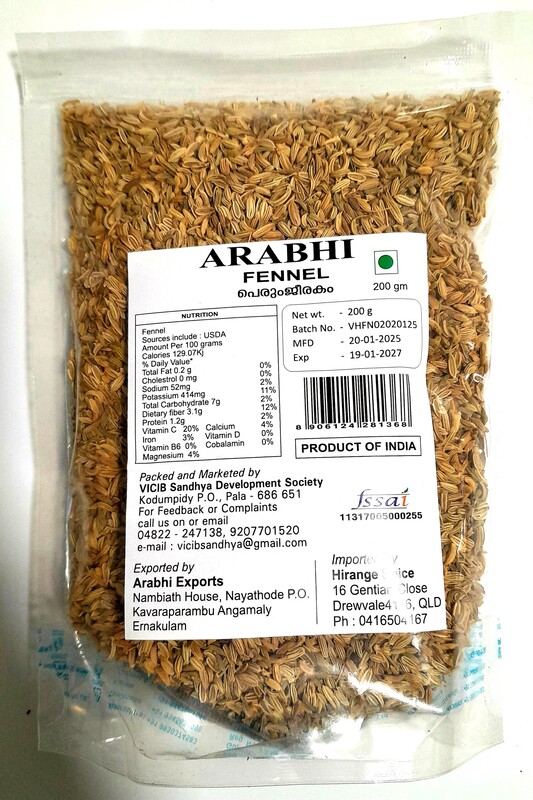 ARABHI
FENNEL
പെരുംജീരകം
200 gm
NUTRITION
Fennel
Sources include : USDA
Amount Per 100 grams
Calories 129.07Kj
% Daily Value*
Total Fat 0.2 g 0%
Cholestrol 0 mg 0%
Sodium 52mg 2%
Potassium 414mg 11%
Total Carbohydrate 7g 2%
Dietary fiber 3.1g 12%
Protein 1.2g 2%
Vitamin C 20% Calcium 4%
Iron 3% Vitamin D 0%
Vitamin B6 0% Cobalamin 0%
Magnesium 4%
Net wt. - 200 g
Batch No. - VHFN02020125
MFD - 20-01-2025
Exp - 19-01-2027
8 906124 281368
PRODUCT OF INDIA
Packed and Marketed by
VICIB Sandhya Development Society
Kodumpidy P.O., Pala - 686 651
For Feedback or Complaints
call us on or email
04822 - 247138, 9207701520
e-mail : vicibsandhya@gmail.com
fssai
11317005000255
Exported by
Arabhi Exports
Nambiath House, Nayathode P.O.
Kavaraparambu Angamaly
Ernakulam
Hirange
16 Gentian Close
QLD
Ph : 0416504167